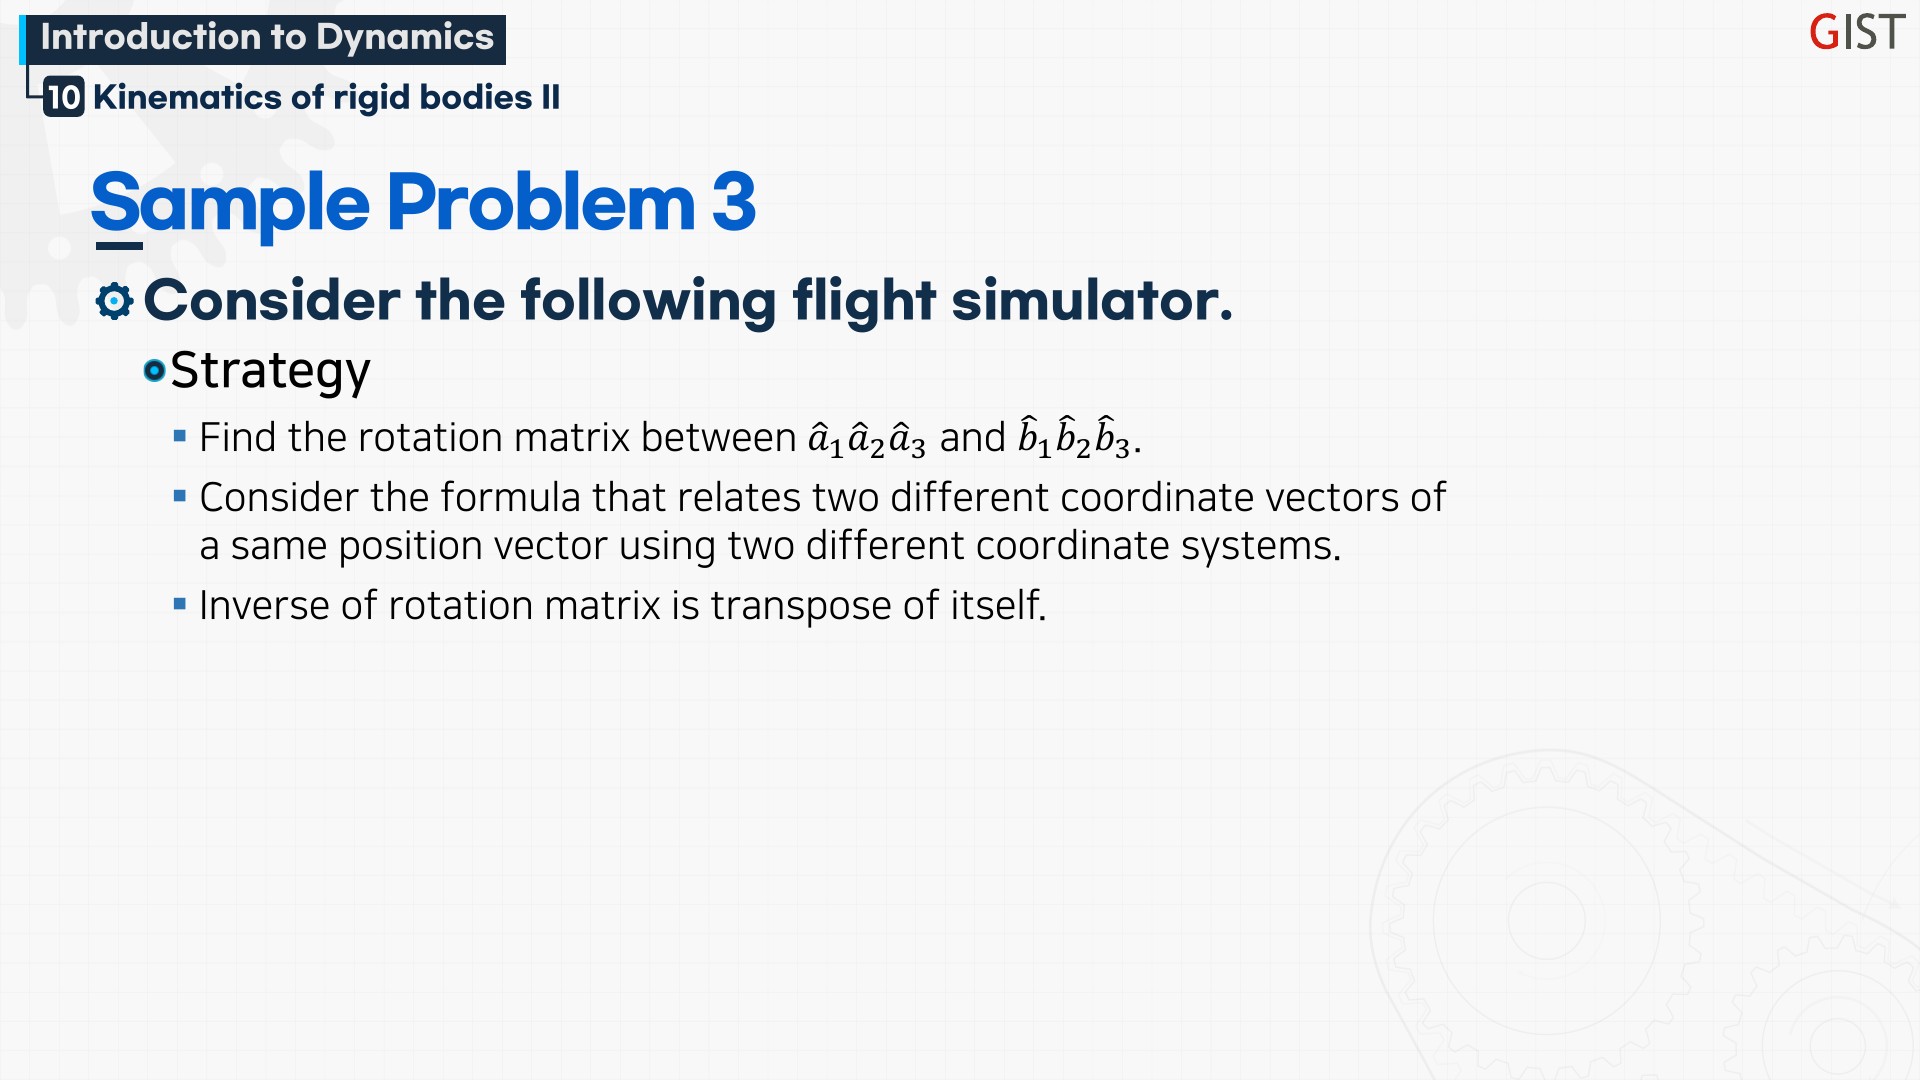 Introduction to Dynamics
GIST
10 Kinematics of rigid bodies II
Sample Problem 3
Consider the following flight simulator.
Strategy
Find the rotation matrix between â₁â₂â₃ and b̂₁b̂₂b̂₃.
Consider the formula that relates two different coordinate vectors of
a same position vector using two different coordinate systems.
Inverse of rotation matrix is transpose of itself.